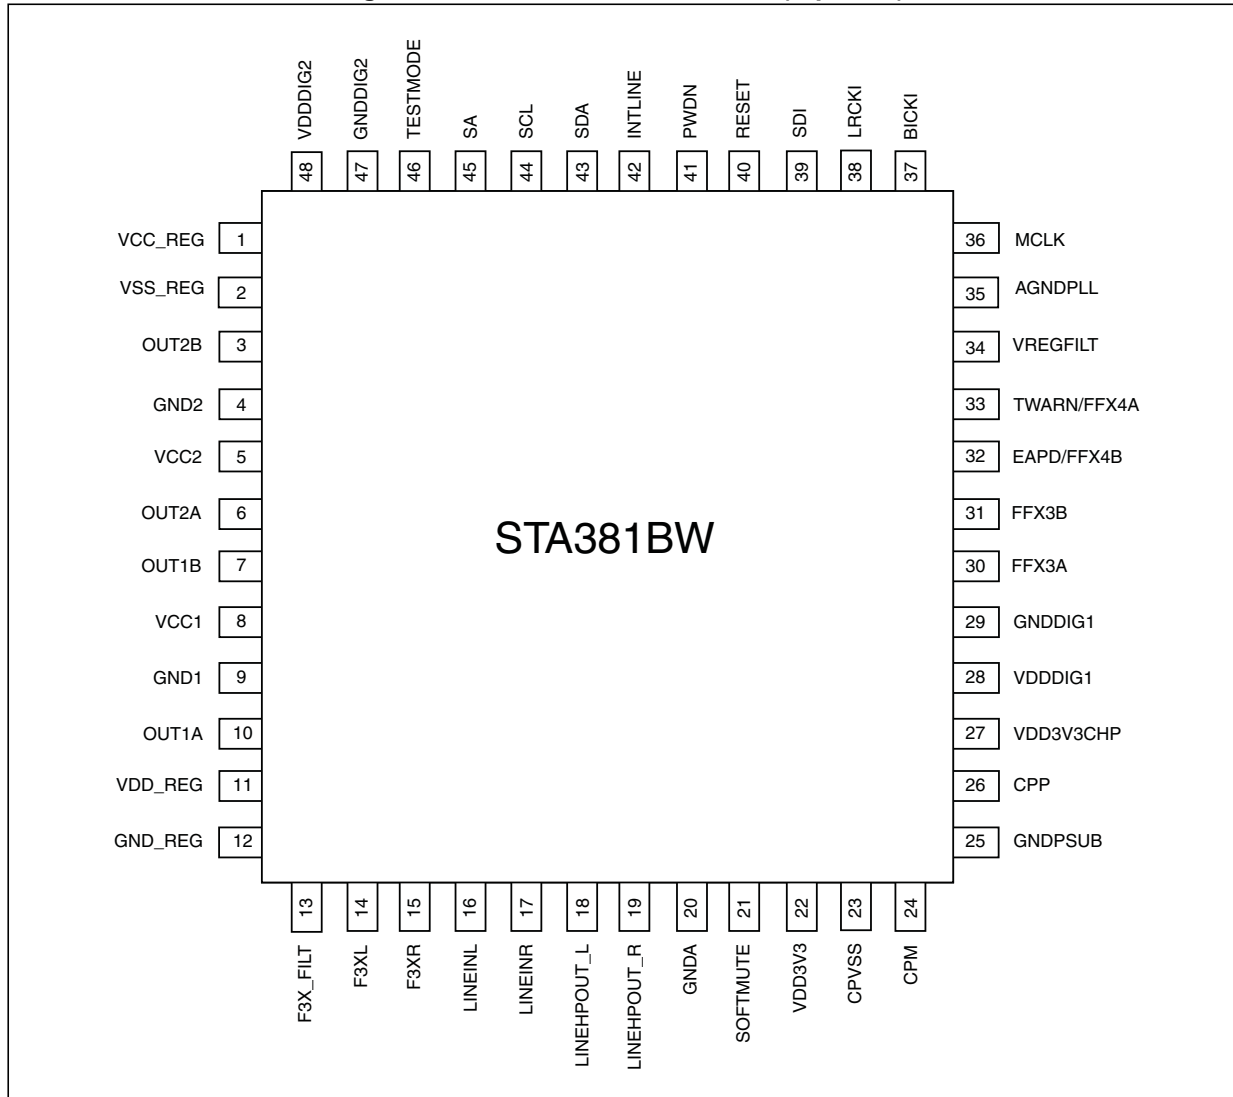 VDDDIG2
GNDDIG2
TESTMODE
SA
SCL
SDA
INTLINE
PWDN
RESET
SDI
LRCKI
BICKI
48
47
46
45
44
43
42
41
40
39
38
37
VCC_REG 1
VSS_REG 2
OUT2B 3
GND2 4
VCC2 5
OUT2A 6
OUT1B 7
VCC1 8
GND1 9
OUT1A 10
VDD_REG 11
GND_REG 12
STA381BW
36 MCLK
35 AGNDPLL
34 VREGFILT
33 TWARN/FFX4A
32 EAPD/FFX4B
31 FFX3B
30 FFX3A
29 GNDDIG1
28 VDDDIG1
27 VDD3V3CHP
26 CPP
25 GNDPSUB
13
14
15
16
17
18
19
20
21
22
23
24
F3X_FILT
F3XL
F3XR
LINEINL
LINEINR
LINEHPOUT_L
LINEHPOUT_R
GNDA
SOFTMUTE
VDD3V3
CPVSS
CPM